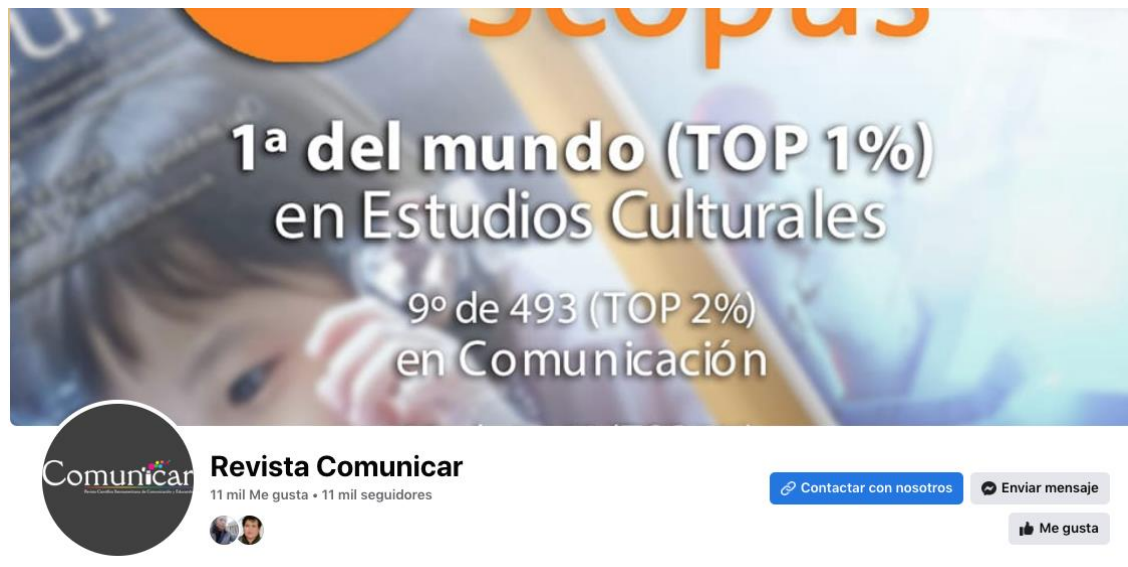 Scopus
1ª del mundo (TOP 1%)
en Estudios Culturales
9º de 493 (TOP 2%)
en Comunicación
Comunicar
Revista Comunicar
11 mil Me gusta • 11 mil seguidores
Contactar con nosotros
Enviar mensaje
Me gusta